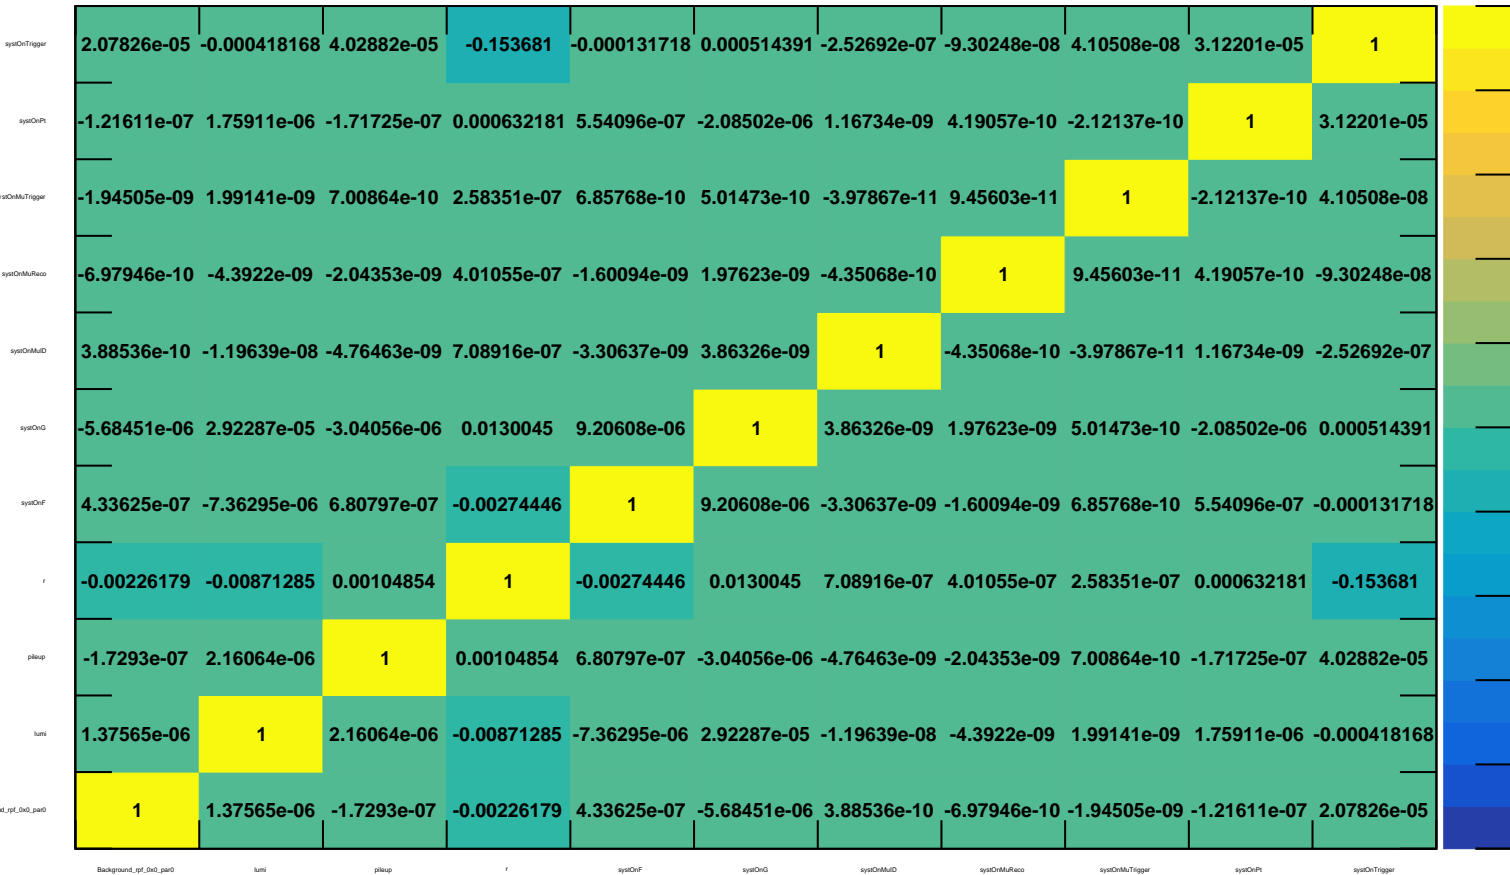 systOnTrigger 2.07826e-05 -0.000418168 4.02882e-05 -0.153681 -0.000131718 0.000514391 -2.52692e-07 -9.30248e-08 4.10508e-08 3.12201e-05 1
systOnPt -1.21611e-07 1.75911e-06 -1.71725e-07 0.000632181 5.54096e-07 -2.08502e-06 1.16734e-09 4.19057e-10 -2.12137e-10 1 3.12201e-05
stOnMuTrigger -1.94505e-09 1.99141e-09 7.00864e-10 2.58351e-07 6.85768e-10 5.01473e-10 -3.97867e-11 9.45603e-11 1 -2.12137e-10 4.10508e-08
systOnMuReco -6.97946e-10 -4.3922e-09 -2.04353e-09 4.01055e-07 -1.60094e-09 1.97623e-09 -4.35068e-10 1 9.45603e-11 4.19057e-10 -9.30248e-08
systOnMuID 3.88536e-10 -1.19639e-08 -4.76463e-09 7.08916e-07 -3.30637e-09 3.86326e-09 1 -4.35068e-10 -3.97867e-11 1.16734e-09 -2.52692e-07
systOnG -5.68451e-06 2.92287e-05 -3.04056e-06 0.0130045 9.20608e-06 1 3.86326e-09 1.97623e-09 5.01473e-10 -2.08502e-06 0.000514391
systOnF 4.33625e-07 -7.36295e-06 6.80797e-07 -0.00274446 1 9.20608e-06 -3.30637e-09 -1.60094e-09 6.85768e-10 5.54096e-07 -0.000131718
r -0.00226179 -0.00871285 0.00104854 1 -0.00274446 0.0130045 7.08916e-07 4.01055e-07 2.58351e-07 0.000632181 -0.153681
pileup -1.7293e-07 2.16064e-06 1 0.00104854 6.80797e-07 -3.04056e-06 -4.76463e-09 -2.04353e-09 7.00864e-10 -1.71725e-07 4.02882e-05
lumi 1.37565e-06 1 2.16064e-06 -0.00871285 -7.36295e-06 2.92287e-05 -1.19639e-08 -4.3922e-09 1.99141e-09 1.75911e-06 -0.000418168
d_rpf_0x0_par0 1 1.37565e-06 -1.7293e-07 -0.00226179 4.33625e-07 -5.68451e-06 3.88536e-10 -6.97946e-10 -1.94505e-09 -1.21611e-07 2.07826e-05
Background_rpf_0x0_par0 lumi pileup r systOnF systOnG systOnMuID systOnMuReco systOnMuTrigger systOnPt systOnTrigger